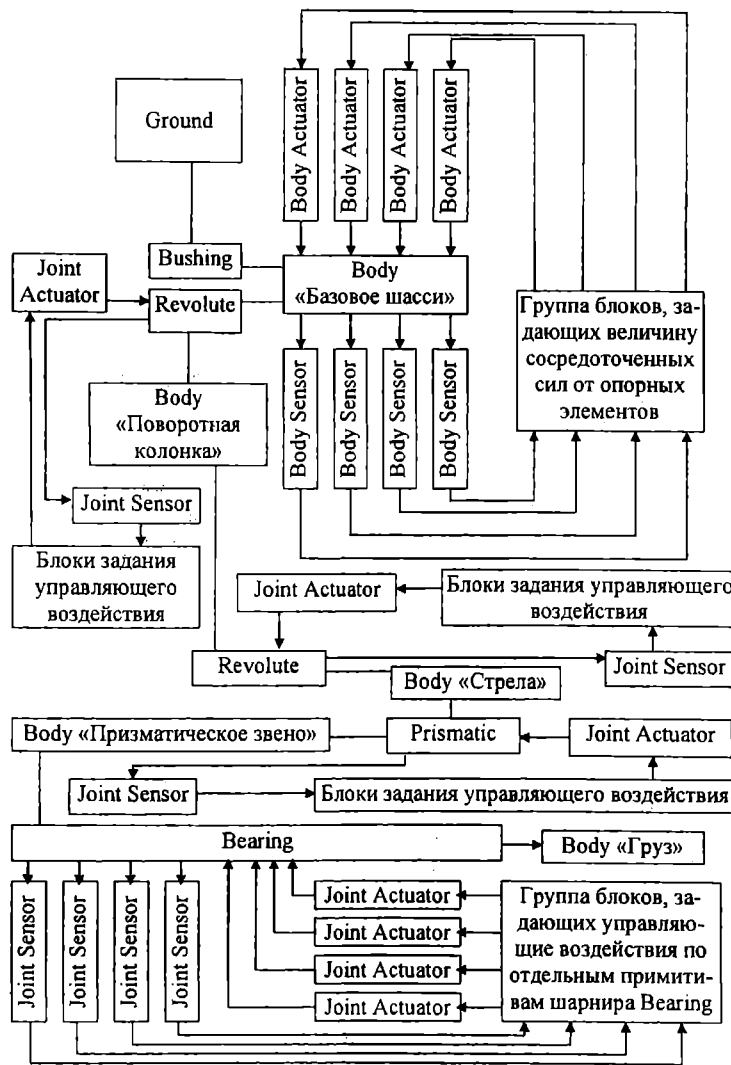 Ground
Body Actuator
Body Actuator
Body Actuator
Body Actuator
Bushing
Joint
Actuator
Revolute
Body
«Базовое шасси»
Группа блоков, за-
дающих величину
сосредоточенных
сил от опорных
элементов
Body
«Поворотная
колонка»
Body Sensor
Body Sensor
Body Sensor
Body Sensor
Joint Sensor
Блоки задания
управляющего
воздействия
Joint Actuator
Блоки задания управляющего
воздействия
Revolute
Joint Sensor
Body «Стрела»
Body «Призматическое звено»
Prismatic
Joint Actuator
Joint Sensor
Блоки задания управляющего воздействия
Bearing
Body «Груз»
Joint Sensor
Joint Sensor
Joint Sensor
Joint Sensor
Joint Actuator
Joint Actuator
Joint Actuator
Joint Actuator
Группа блоков, за-
дающих управляю-
щие воздействия по
отдельным примити-
вам шарнира Bearing